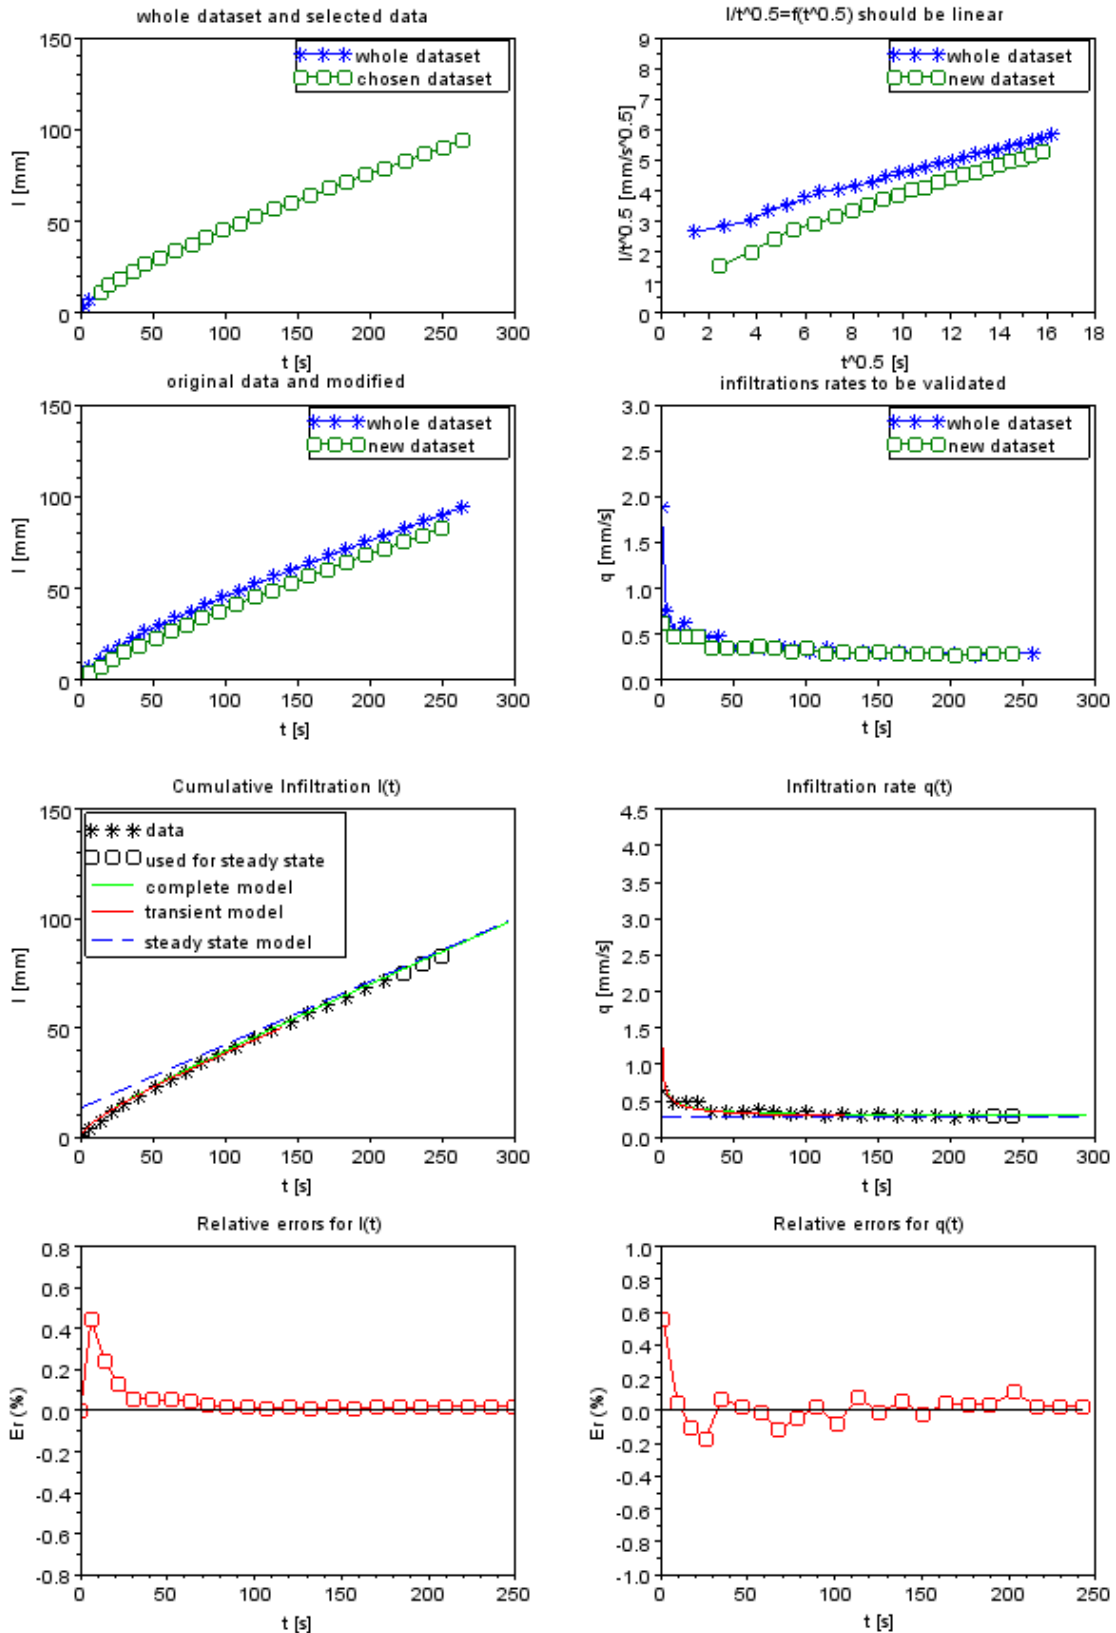 whole dataset and selected data
150
100
50
0
I [mm]
whole dataset
chosen dataset
0 50 100 150 200 250 300
t [s]
I/t^0.5=f(t^0.5) should be linear
9
8
7
6
5
4
3
2
1
0
I/t^0.5 [mm/s^0.5]
whole dataset
new dataset
0 2 4 6 8 10 12 14 16 18
t^0.5 [s]
original data and modified
150
100
50
0
I [mm]
whole dataset
new dataset
0 50 100 150 200 250 300
t [s]
infiltrations rates to be validated
3.0
2.5
2.0
1.5
1.0
0.5
0.0
q [mm/s]
whole dataset
new dataset
0 50 100 150 200 250 300
t [s]
Cumulative Infiltration I(t)
150
100
50
0
I [mm]
data
used for steady state
complete model
transient model
steady state model
0 50 100 150 200 250 300
t [s]
Infiltration rate q(t)
4.5
4.0
3.5
3.0
2.5
2.0
1.5
1.0
0.5
0.0
q [mm/s]
0 50 100 150 200 250 300
t [s]
Relative errors for I(t)
0.8
0.6
0.4
0.2
0.0
-0.2
-0.4
-0.6
-0.8
Er (%)
0 50 100 150 200 250
t [s]
Relative errors for q(t)
1.0
0.8
0.6
0.4
0.2
0.0
-0.2
-0.4
-0.6
-0.8
-1.0
Er (%)
0 50 100 150 200 250
t [s]